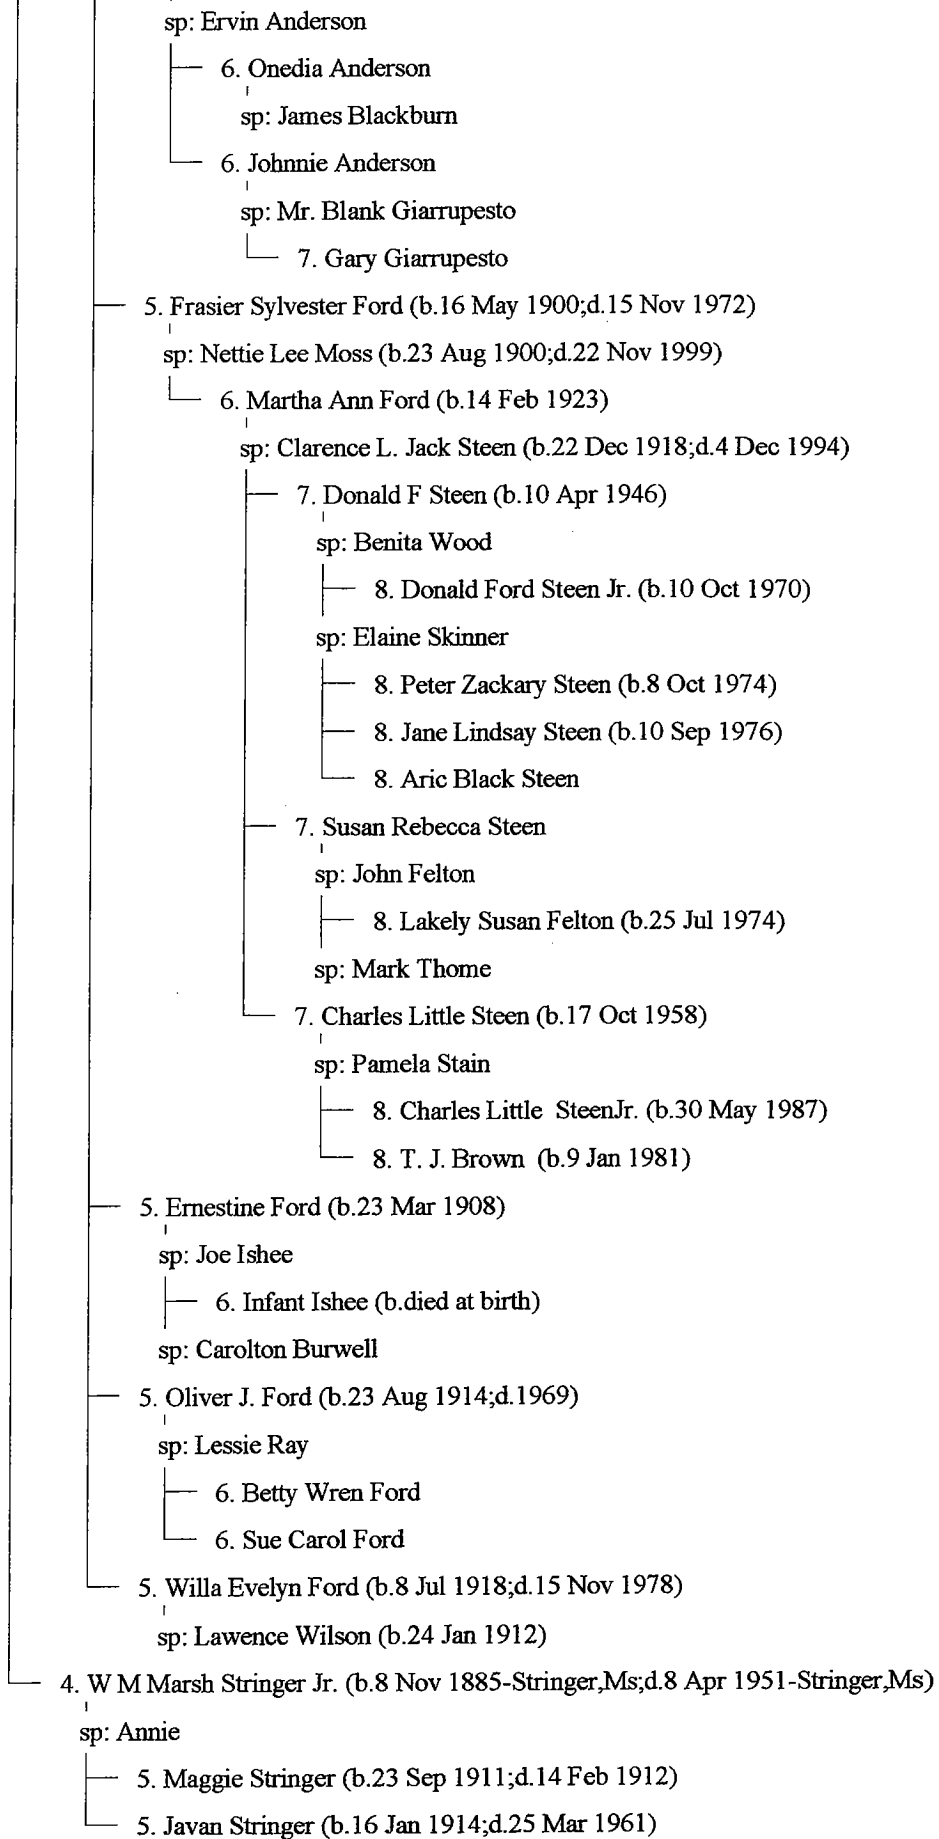 sp: Ervin Anderson
6. Onedia Anderson
sp: James Blackburn
6. Johnnie Anderson
sp: Mr. Blank Giarrupesto
7. Gary Giarrupesto
5. Frasier Sylvester Ford (b.16 May 1900;d.15 Nov 1972)
sp: Nettie Lee Moss (b.23 Aug 1900;d.22 Nov 1999)
6. Martha Ann Ford (b.14 Feb 1923)
sp: Clarence L. Jack Steen (b.22 Dec 1918;d.4 Dec 1994)
7. Donald F Steen (b.10 Apr 1946)
sp: Benita Wood
8. Donald Ford Steen Jr. (b.10 Oct 1970)
sp: Elaine Skinner
8. Peter Zackary Steen (b.8 Oct 1974)
8. Jane Lindsay Steen (b.10 Sep 1976)
8. Aric Black Steen
7. Susan Rebecca Steen
sp: John Felton
8. Lakely Susan Felton (b.25 Jul 1974)
sp: Mark Thome
7. Charles Little Steen (b.17 Oct 1958)
sp: Pamela Stain
8. Charles Little SteenJr. (b.30 May 1987)
8. T. J. Brown (b.9 Jan 1981)
5. Ernestine Ford (b.23 Mar 1908)
sp: Joe Ishee
6. Infant Ishee (b.died at birth)
sp: Carolton Burwell
5. Oliver J. Ford (b.23 Aug 1914;d.1969)
sp: Lessie Ray
6. Betty Wren Ford
6. Sue Carol Ford
5. Willa Evelyn Ford (b.8 Jul 1918;d.15 Nov 1978)
sp: Lawence Wilson (b.24 Jan 1912)
4. W M Marsh Stringer Jr. (b.8 Nov 1885-Stringer,Ms;d.8 Apr 1951-Stringer,Ms)
sp: Annie
5. Maggie Stringer (b.23 Sep 1911;d.14 Feb 1912)
5. Javan Stringer (b.16 Jan 1914;d.25 Mar 1961)